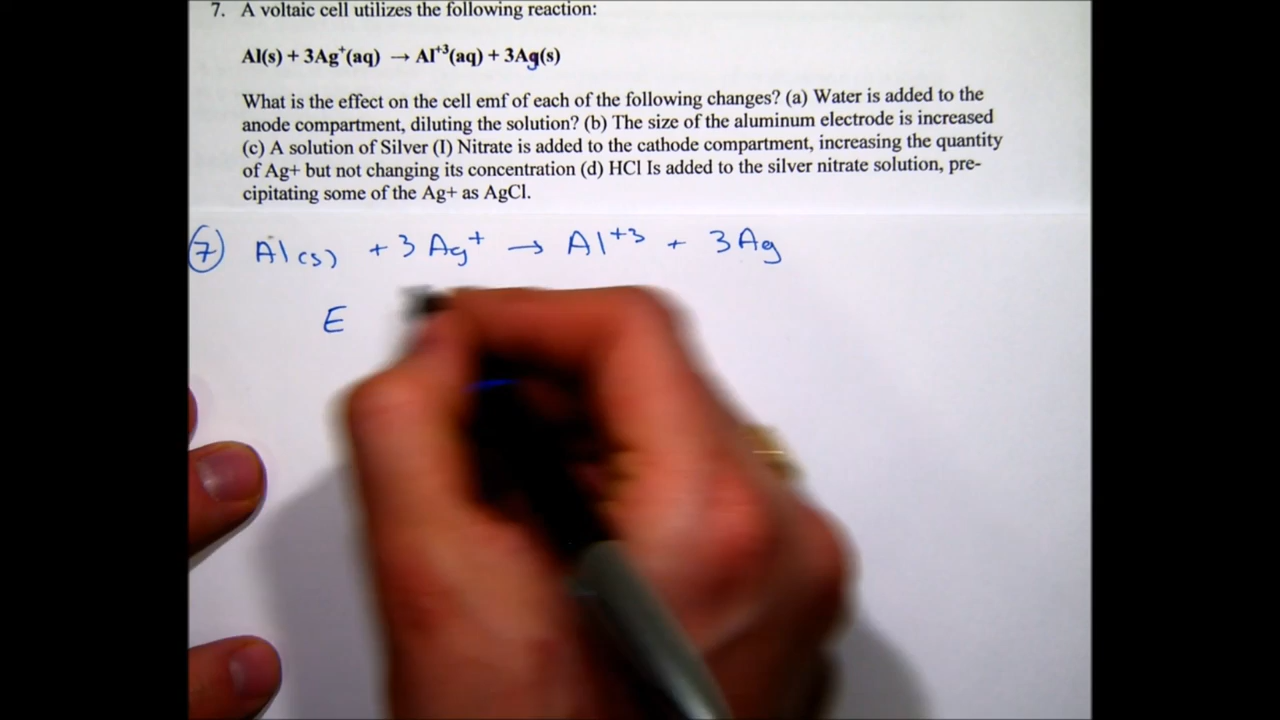 7. A voltaic cell utilizes the following reaction:
Al(s) + 3Ag⁺(aq) → Al⁺³(aq) + 3Ag(s)
What is the effect on the cell emf of each of the following changes? (a) Water is added to the
anode compartment, diluting the solution? (b) The size of the aluminum electrode is increased
(c) A solution of Silver (I) Nitrate is added to the cathode compartment, increasing the quantity
of Ag+ but not changing its concentration (d) HCl Is added to the silver nitrate solution, pre-
cipitating some of the Ag+ as AgCl.
7 Al(s) + 3Ag⁺ → Al⁺³ + 3Ag
E